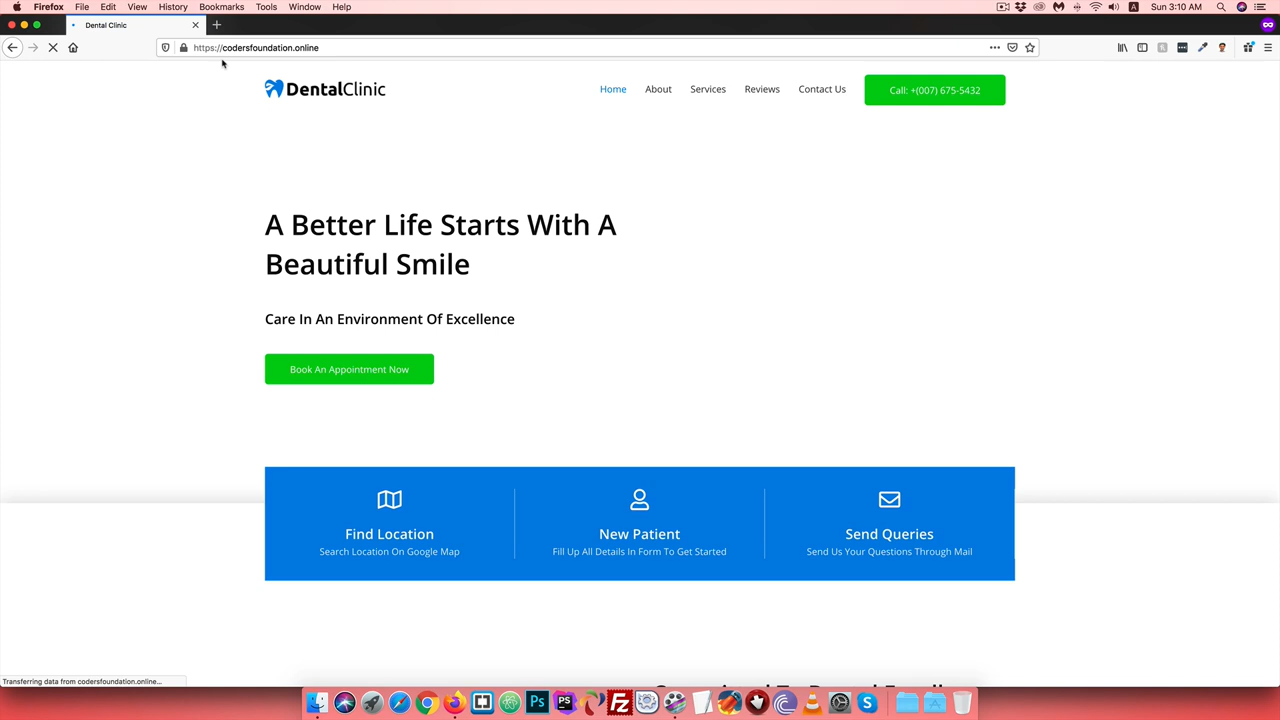 Firefox File Edit View History Bookmarks Tools Window Help
Sun 3:10 AM
Dental Clinic
https://codersfoundation.online
DentalClinic
Home About Services Reviews Contact Us Call: +(007) 675-5432
A Better Life Starts With A
Beautiful Smile
Care In An Environment Of Excellence
Book An Appointment Now
Find Location New Patient Send Queries
Search Location On Google Map Fill Up All Details In Form To Get Started Send Us Your Questions Through Mail
Transferring data from codersfoundation.online...